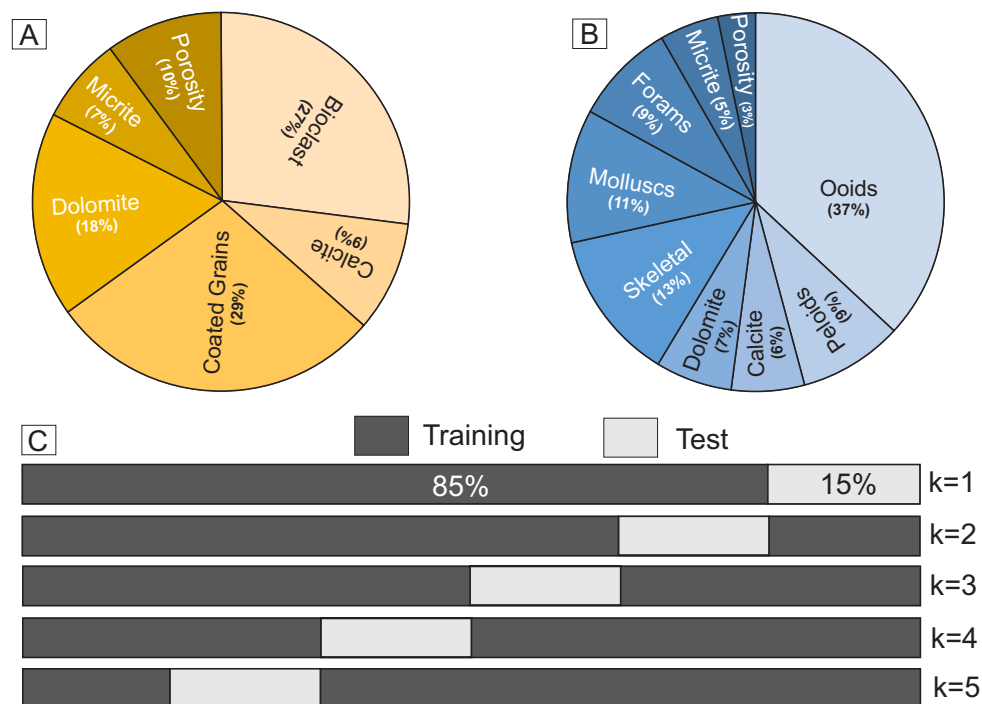 A
Bioclast
(27%)
Calcite
(9%)
Coated Grains
(29%)
Dolomite
(18%)
Micrite
(7%)
Porosity
(10%)
B
Ooids
(37%)
Peloids
(9%)
Calcite
(6%)
Dolomite
(7%)
Skeletal
(13%)
Molluscs
(11%)
Forams
(9%)
Micrite
(5%)
Porosity
(3%)
C
Training
Test
85%
15%
k=1
k=2
k=3
k=4
k=5